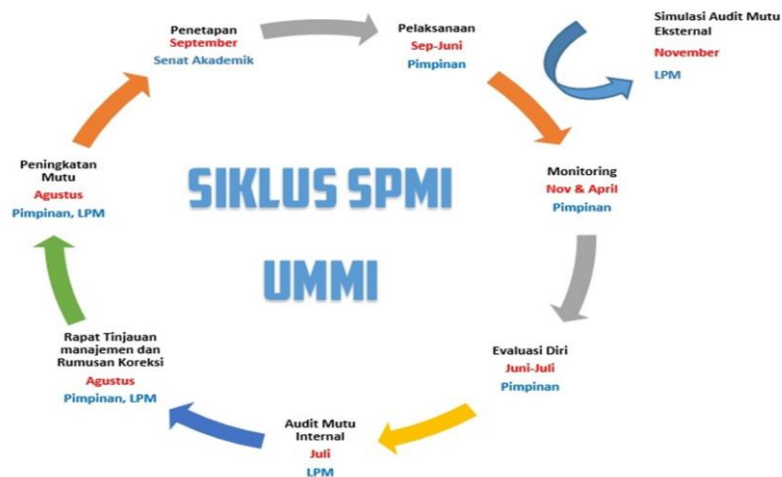 Penetapan
September
Senat Akademik
Pelaksanaan
Sep-Juni
Pimpinan
Simulasi Audit Mutu
Eksternal
November
LPM
Monitoring
Nov & April
Pimpinan
Evaluasi Diri
Juni-Juli
Pimpinan
Audit Mutu
Internal
Juli
LPM
Rapat Tinjauan
manajemen dan
Rumusan Koreksi
Agustus
Pimpinan, LPM
Peningkatan
Mutu
Agustus
Pimpinan, LPM
SIKLUS SPMI
UMMI